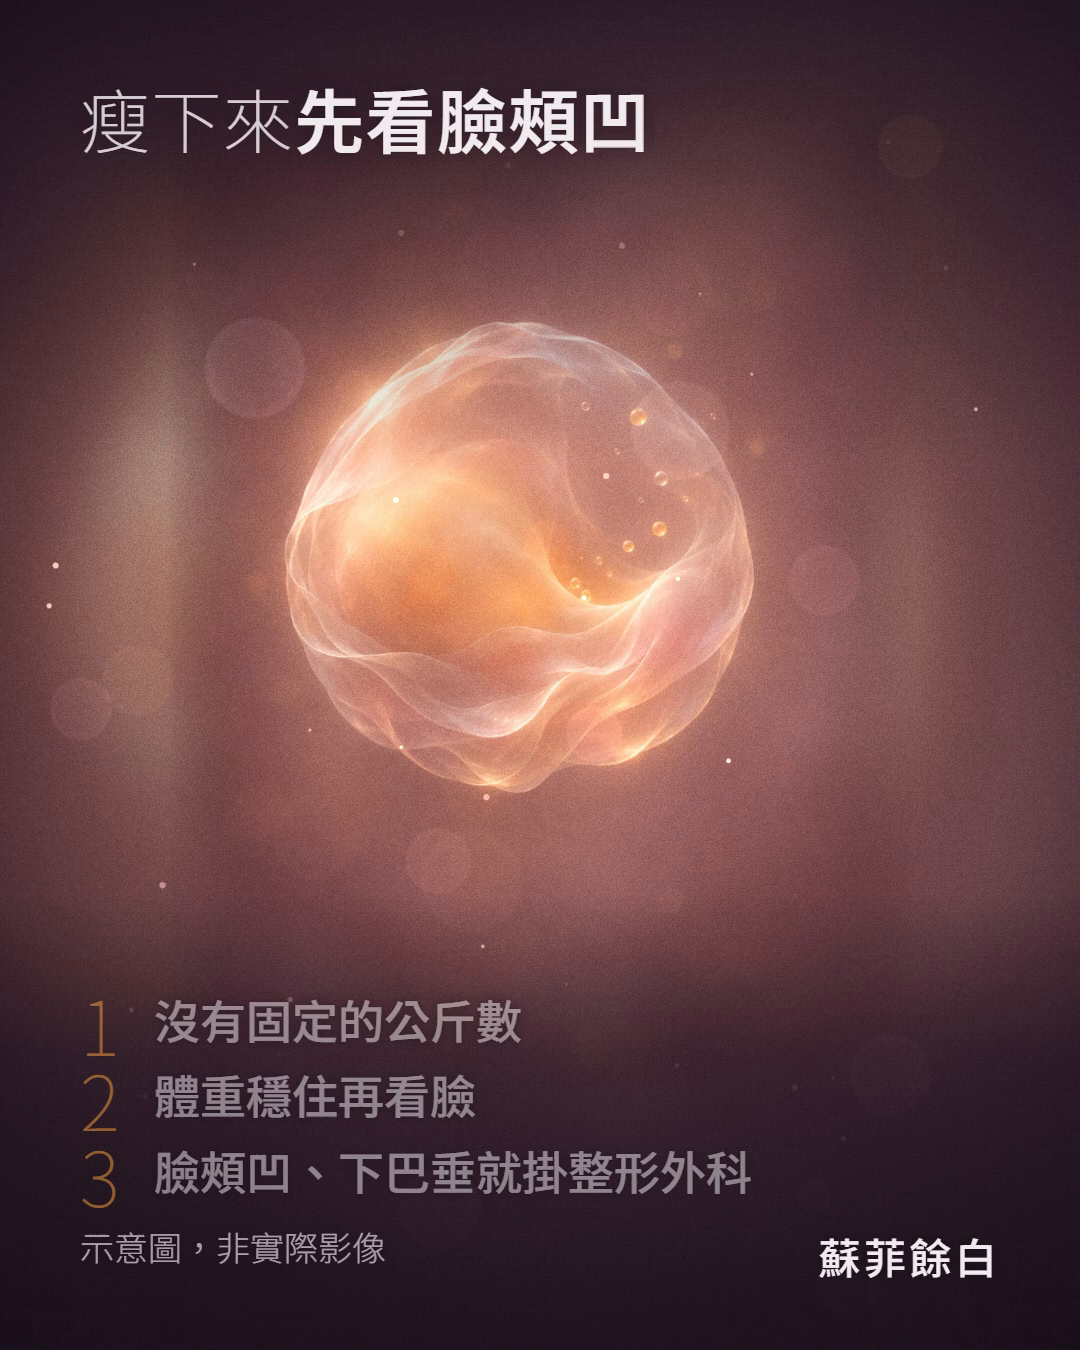 瘦下來先看臉頰凹
1 沒有固定的公斤數
2 體重穩住再看臉
3 臉頰凹、下巴垂就掛整形外科
示意圖，非實際影像
蘇菲餘白